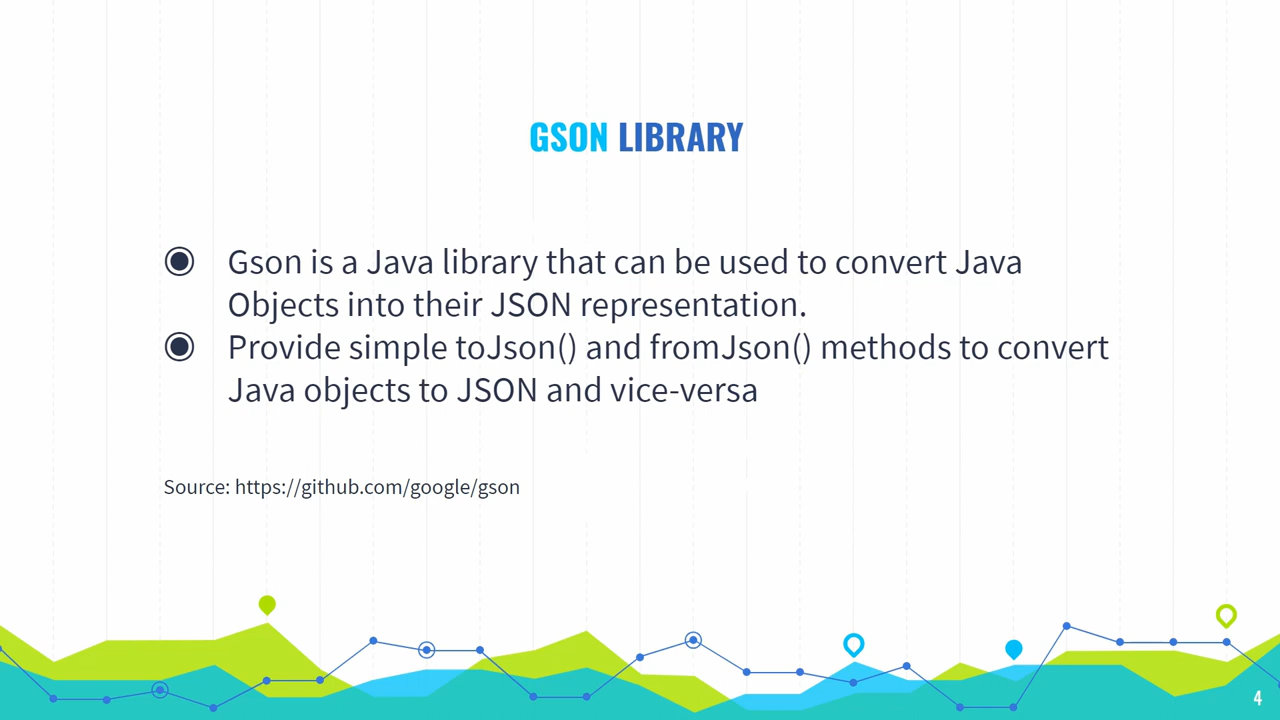 GSON LIBRARY
Gson is a Java library that can be used to convert Java
Objects into their JSON representation.
Provide simple toJson() and fromJson() methods to convert
Java objects to JSON and vice-versa
Source: https://github.com/google/gson
4